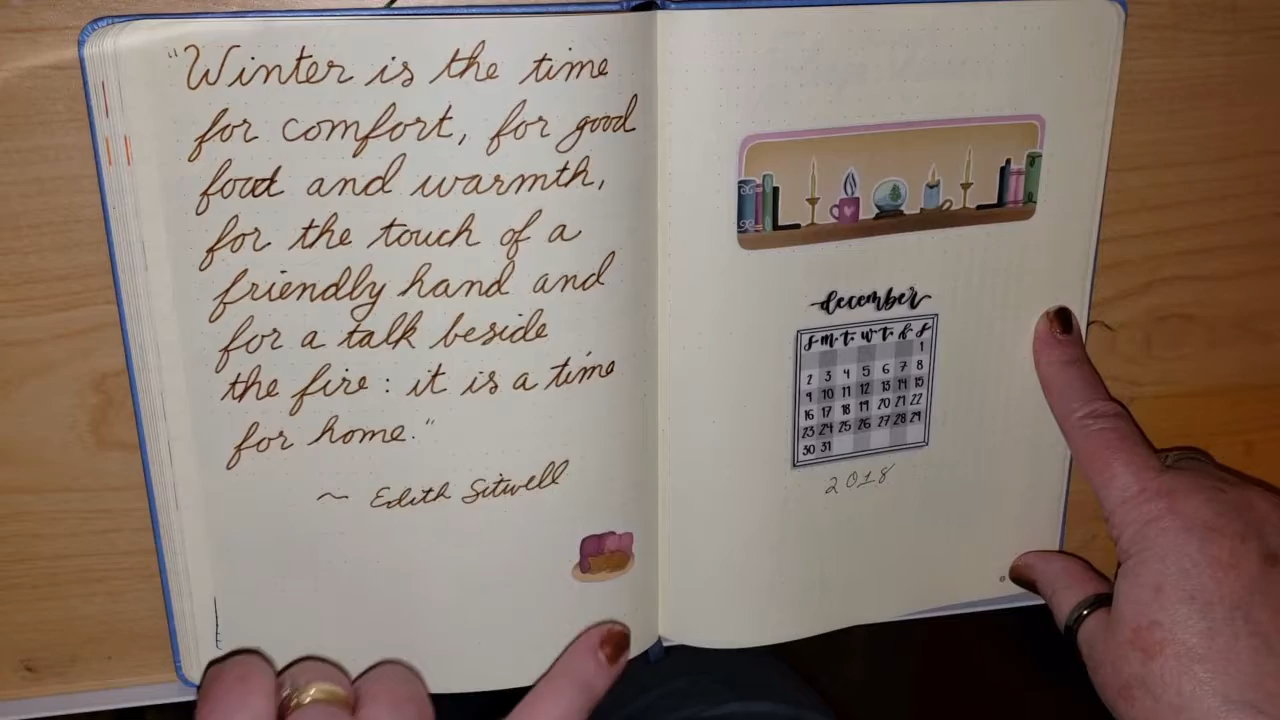 "Winter is the time
for comfort, for good
food and warmth,
for the touch of a
friendly hand and
for a talk beside
the fire: it is a time
for home."
~ Edith Sitwell
december
S M T W T F S
1
2 3 4 5 6 7 8
9 10 11 12 13 14 15
16 17 18 19 20 21 22
23 24 25 26 27 28 29
30 31
2018